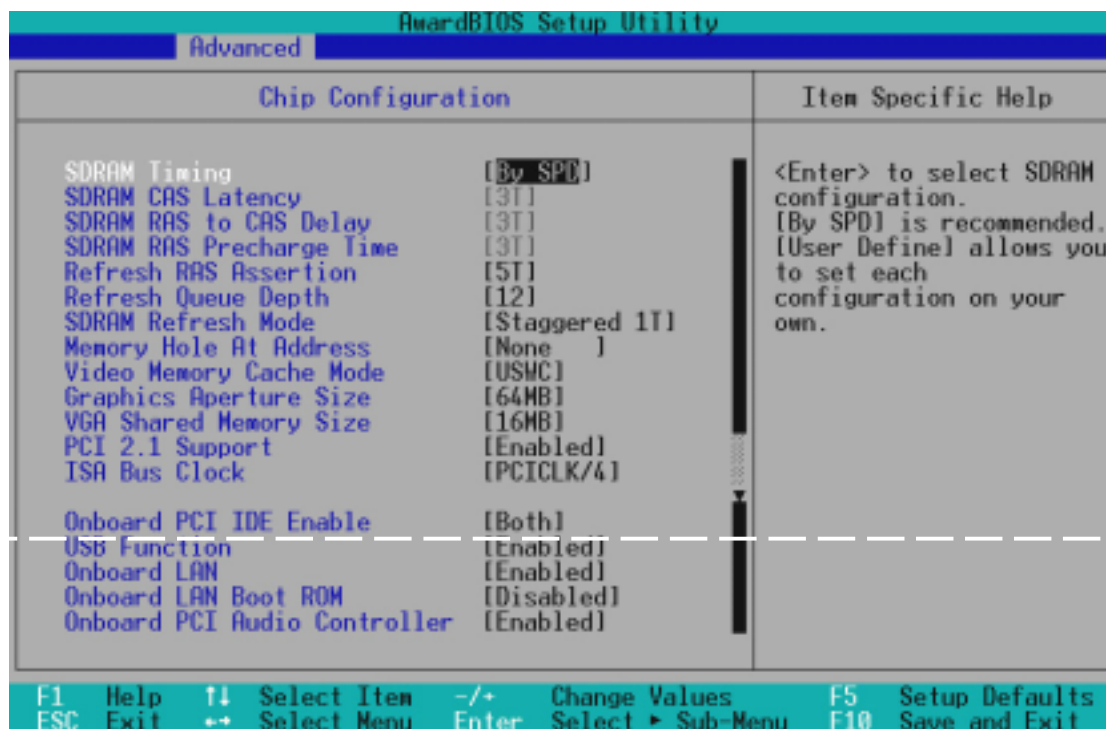 AwardBIOS Setup Utility
Advanced
Chip Configuration
Item Specific Help
SDRAM Timing [By SPD]
SDRAM CAS Latency [3T]
SDRAM RAS to CAS Delay [3T]
SDRAM RAS Precharge Time [3T]
Refresh RAS Assertion [5T]
Refresh Queue Depth [12]
SDRAM Refresh Mode [Staggered 1T]
Memory Hole At Address [None ]
Video Memory Cache Mode [USWC]
Graphics Aperture Size [64MB]
VGA Shared Memory Size [16MB]
PCI 2.1 Support [Enabled]
ISA Bus Clock [PCICLK/4]
Onboard PCI IDE Enable [Both]
USB Function [Enabled]
Onboard LAN [Enabled]
Onboard LAN Boot ROM [Disabled]
Onboard PCI Audio Controller [Enabled]
<Enter> to select SDRAM
configuration.
[By SPD] is recommended.
[User Define] allows you
to set each
configuration on your
own.
F1 Help ↑↓ Select Item -/+ Change Values F5 Setup Defaults
ESC Exit ←→ Select Menu Enter Select ► Sub-Menu F10 Save and Exit